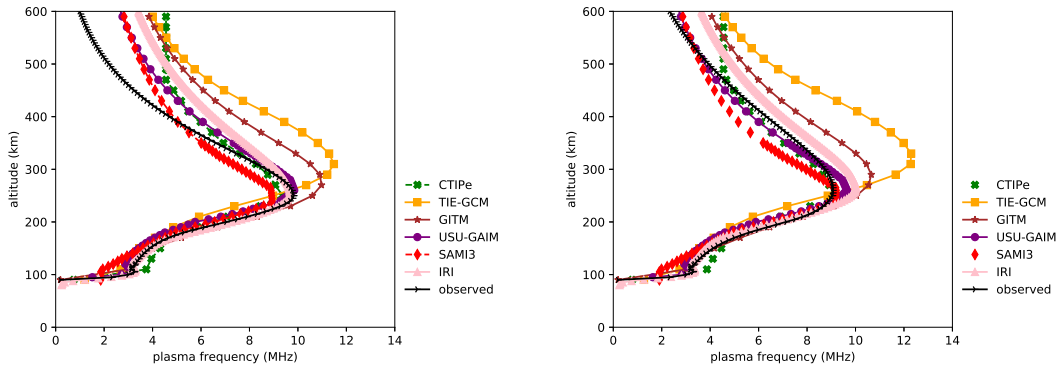 600
500
400
300
200
100
0
altitude (km)
0 2 4 6 8 10 12 14
plasma frequency (MHz)
CTIPe
TIE-GCM
GITM
USU-GAIM
SAMI3
IRI
observed
600
500
400
300
200
100
0
altitude (km)
0 2 4 6 8 10 12 14
plasma frequency (MHz)
CTIPe
TIE-GCM
GITM
USU-GAIM
SAMI3
IRI
observed